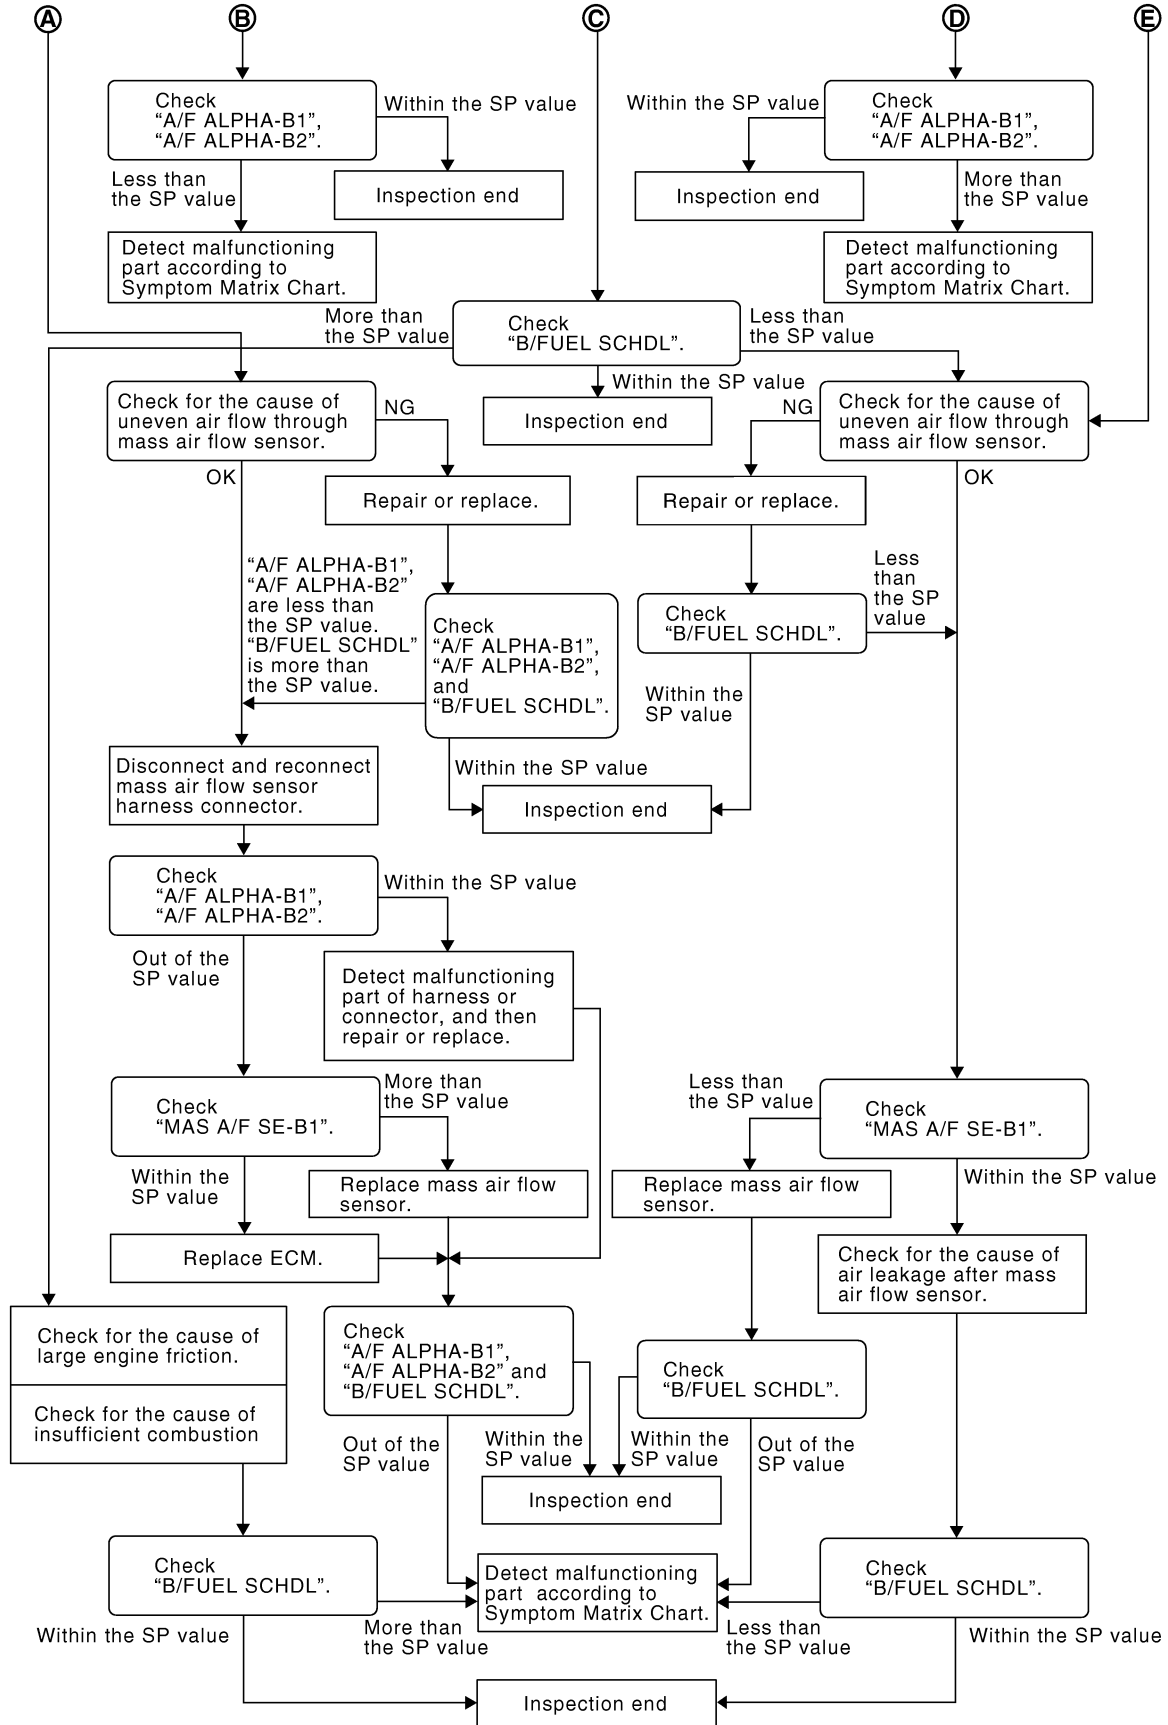 A
B
C
D
E
Check
“A/F ALPHA-B1”,
“A/F ALPHA-B2”.
Within the SP value
Inspection end
Less than
the SP value
Detect malfunctioning
part according to
Symptom Matrix Chart.
Within the SP value
Check
“A/F ALPHA-B1”,
“A/F ALPHA-B2”.
Inspection end
More than
the SP value
Detect malfunctioning
part according to
Symptom Matrix Chart.
More than
the SP value
Check
“B/FUEL SCHDL”.
Less than
the SP value
Within the SP value
Inspection end
Check for the cause of
uneven air flow through
mass air flow sensor.
NG
OK
Repair or replace.
NG
Check for the cause of
uneven air flow through
mass air flow sensor.
OK
Repair or replace.
“A/F ALPHA-B1”,
“A/F ALPHA-B2”
are less than
the SP value.
“B/FUEL SCHDL”
is more than
the SP value.
Check
“A/F ALPHA-B1”,
“A/F ALPHA-B2”,
and
“B/FUEL SCHDL”.
Check
“B/FUEL SCHDL”.
Less
than
the SP
value
Within the
SP value
Within the SP value
Inspection end
Disconnect and reconnect
mass air flow sensor
harness connector.
Check
“A/F ALPHA-B1”,
“A/F ALPHA-B2”.
Within the SP value
Out of the
SP value
Detect malfunctioning
part of harness or
connector, and then
repair or replace.
Check
“MAS A/F SE-B1”.
More than
the SP value
Within the
SP value
Replace mass air flow
sensor.
Replace ECM.
Less than
the SP value
Check
“MAS A/F SE-B1”.
Within the SP value
Replace mass air flow
sensor.
Check for the cause of
air leakage after mass
air flow sensor.
Check for the cause of
large engine friction.
Check for the cause of
insufficient combustion
Check
“A/F ALPHA-B1”,
“A/F ALPHA-B2” and
“B/FUEL SCHDL”.
Check
“B/FUEL SCHDL”.
Out of the
SP value
Within the
SP value
Within the
SP value
Out of the
SP value
Inspection end
Check
“B/FUEL SCHDL”.
Detect malfunctioning
part according to
Symptom Matrix Chart.
Check
“B/FUEL SCHDL”.
Within the SP value
More than
the SP value
Less than
the SP value
Within the SP value
Inspection end